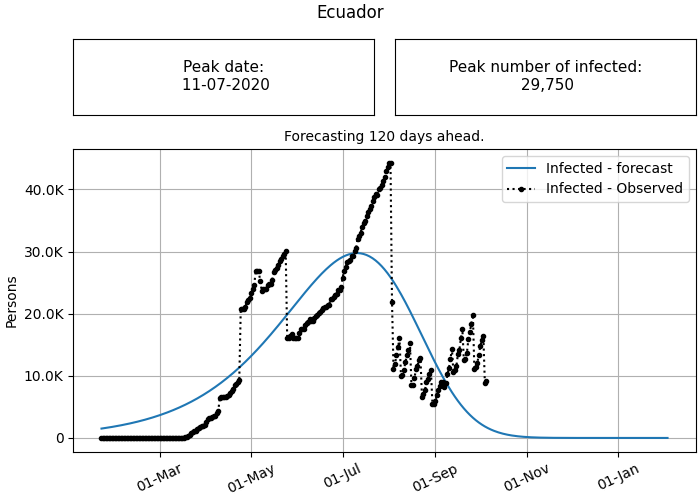 Ecuador
Peak date:
11-07-2020
Peak number of infected:
29,750
Forecasting 120 days ahead.
Infected - forecast
Infected - Observed
40.0K
30.0K
20.0K
10.0K
0
Persons
01-Mar
01-May
01-Jul
01-Sep
01-Nov
01-Jan